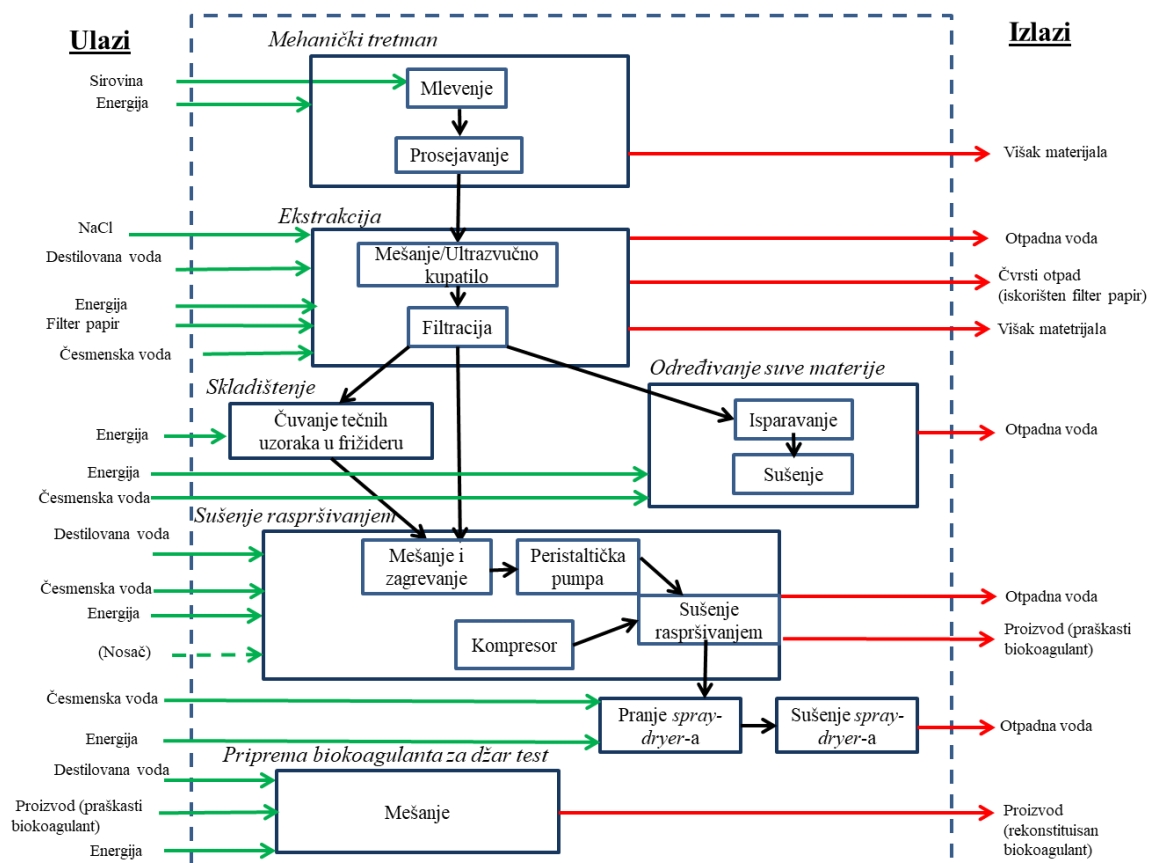 Ulazi
Izlazi
Mehanički tretman
Sirovina
Energija
Mlevenje
Prosejavanje
Višak materijala
Ekstrakcija
NaCl
Destilovana voda
Energija
Filter papir
Česmenska voda
Mešanje/Ultrazvučno
kupatilo
Filtracija
Otpadna voda
Čvrsti otpad
(iskorišten filter papir)
Višak matetrijala
Skladištenje
Energija
Čuvanje tečnih
uzoraka u frižideru
Određivanje suve materije
Energija
Česmenska voda
Isparavanje
Sušenje
Otpadna voda
Sušenje raspršivanjem
Destilovana voda
Česmenska voda
Energija
(Nosač)
Mešanje i
zagrevanje
Peristaltička
pumpa
Kompresor
Sušenje
raspršivanjem
Otpadna voda
Proizvod (praškasti
biokoagulant)
Česmenska voda
Energija
Pranje spray-
dryer-a
Sušenje spray-
dryer-a
Otpadna voda
Priprema biokoagulanta za džar test
Destilovana voda
Proizvod (praškasti
biokoagulant)
Energija
Mešanje
Proizvod
(rekonstituisan
biokoagulant)